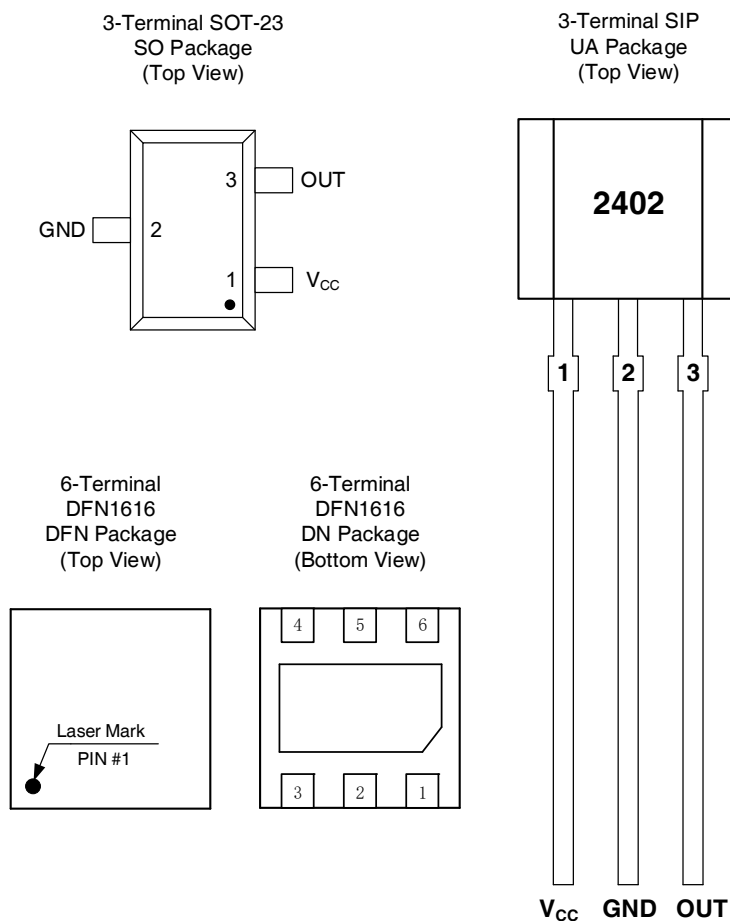 3-Terminal SOT-23
SO Package
(Top View)
3
OUT
GND
2
1
VCC
3-Terminal SIP
UA Package
(Top View)
2402
1
2
3
VCC GND OUT
6-Terminal
DFN1616
DFN Package
(Top View)
Laser Mark
PIN #1
6-Terminal
DFN1616
DN Package
(Bottom View)
4 5 6
3 2 1